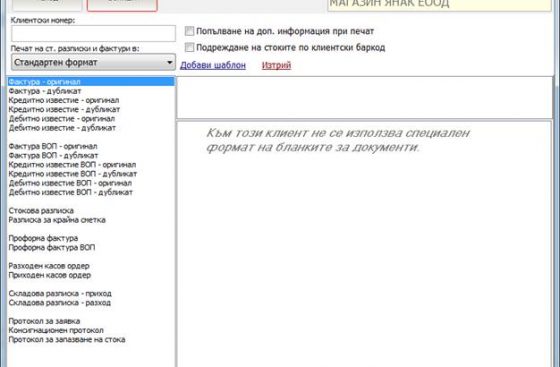 МАГАЗИН ЯНАК ЕООД
Клиентски номер:
Попълване на доп. информация при печат
Подреждане на стоките по клиентски баркод
Печат на ст. разписки и фактури в:
Стандартен формат
Добави шаблон
Изтрий
Фактура - оригинал
Фактура - дубликат
Кредитно известие - оригинал
Кредитно известие - дубликат
Дебитно известие - оригинал
Дебитно известие - дубликат
Фактура ВОП - оригинал
Фактура ВОП - дубликат
Кредитно известие ВОП - оригинал
Кредитно известие ВОП - дубликат
Дебитно известие ВОП - оригинал
Дебитно известие ВОП - дубликат
Стокова разписка
Разписка за крайна сметка
Проформа фактура
Проформа фактура ВОП
Разходен касов ордер
Приходен касов ордер
Складова разписка - приход
Складова разписка - разход
Протокол за заявка
Консигнационен протокол
Протокол за запазване на стока
Към този клиент не се използва специален
формат на бланките за документи.